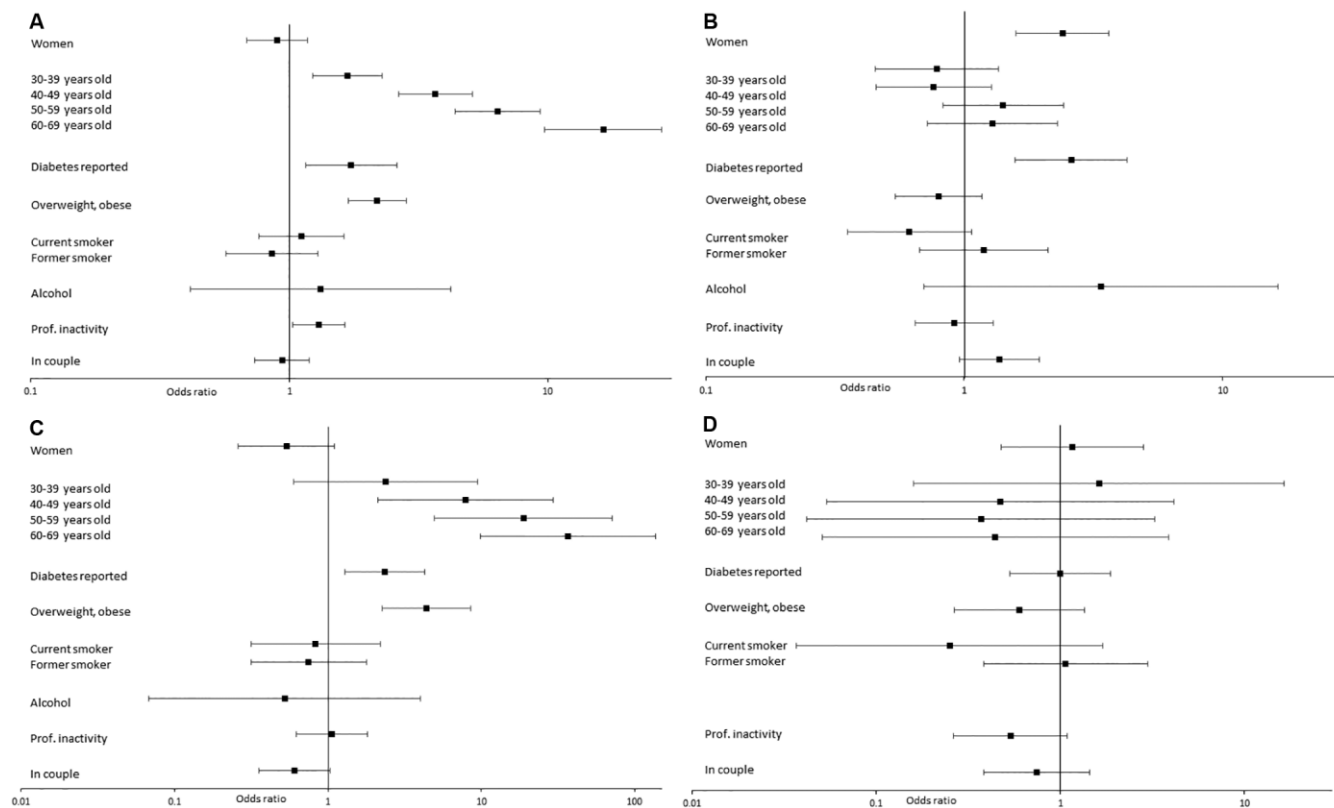 A
Women
30-39 years old
40-49 years old
50-59 years old
60-69 years old
Diabetes reported
Overweight, obese
Current smoker
Former smoker
Alcohol
Prof. inactivity
In couple
0.1 Odds ratio 1 10
B
Women
30-39 years old
40-49 years old
50-59 years old
60-69 years old
Diabetes reported
Overweight, obese
Current smoker
Former smoker
Alcohol
Prof. inactivity
In couple
0.1 Odds ratio 1 10
C
Women
30-39 years old
40-49 years old
50-59 years old
60-69 years old
Diabetes reported
Overweight, obese
Current smoker
Former smoker
Alcohol
Prof. inactivity
In couple
0.01 0.1 Odds ratio 1 10 100
D
Women
30-39 years old
40-49 years old
50-59 years old
60-69 years old
Diabetes reported
Overweight, obese
Current smoker
Former smoker
Prof. inactivity
In couple
0.01 0.1 Odds ratio 1 10